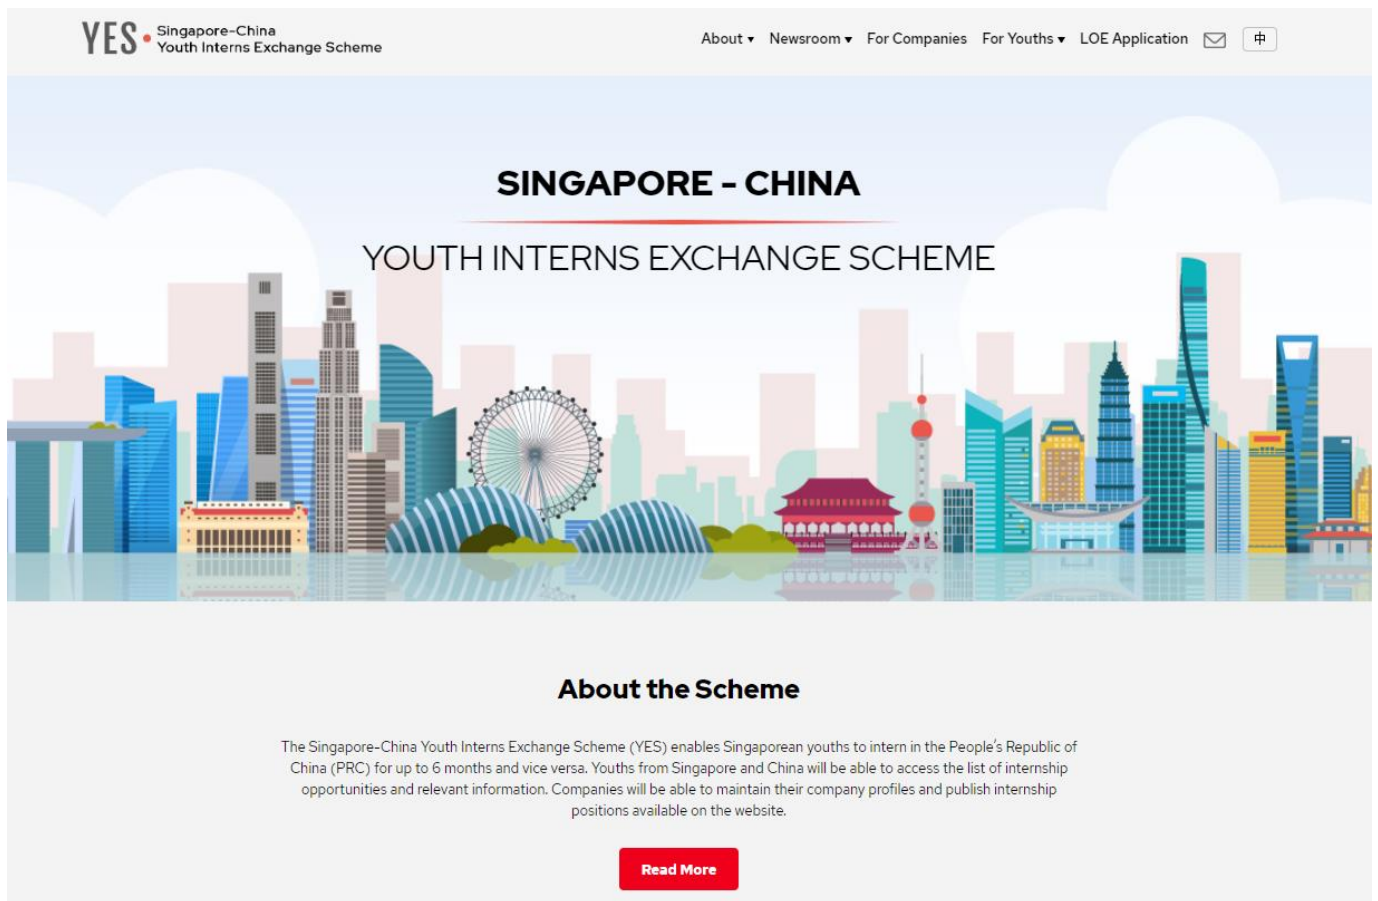 YES
Singapore-China
Youth Interns Exchange Scheme
About ▾ Newsroom ▾ For Companies For Youths ▾ LOE Application 中
SINGAPORE - CHINA
YOUTH INTERNS EXCHANGE SCHEME
About the Scheme
The Singapore-China Youth Interns Exchange Scheme (YES) enables Singaporean youths to intern in the People's Republic of
China (PRC) for up to 6 months and vice versa. Youths from Singapore and China will be able to access the list of internship
opportunities and relevant information. Companies will be able to maintain their company profiles and publish internship
positions available on the website.
Read More